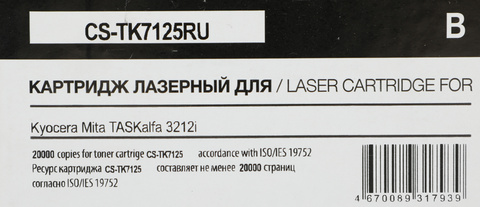 CS-TK7125RU
B
КАРТРИДЖ ЛАЗЕРНЫЙ ДЛЯ / LASER CARTRIDGE FOR
Kyocera Mita TASKalfa 3212i
20000 copies for toner cartrige CS-TK7125 accordance with ISO/IES 19752
Ресурс картриджа CS-TK7125 составляет не менее 20000 страниц
согласно ISO/IES 19752
4 670089 317939